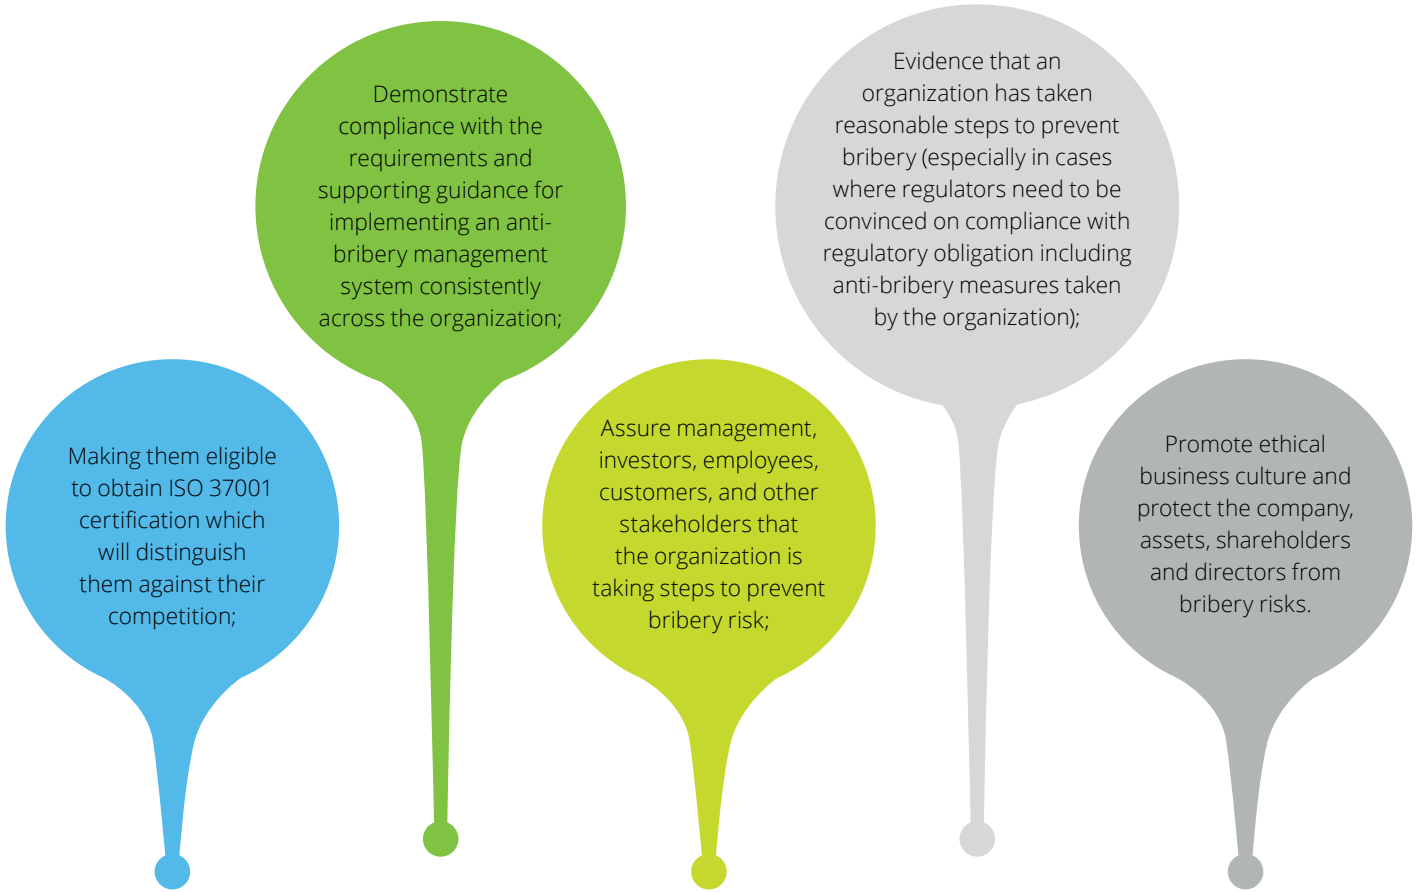 Making them eligible
to obtain ISO 37001
certification which
will distinguish
them against their
competition;
Demonstrate
compliance with the
requirements and
supporting guidance for
implementing an anti-
bribery management
system consistently
across the organization;
Assure management,
investors, employees,
customers, and other
stakeholders that
the organization is
taking steps to prevent
bribery risk;
Evidence that an
organization has taken
reasonable steps to prevent
bribery (especially in cases
where regulators need to be
convinced on compliance with
regulatory obligation including
anti-bribery measures taken
by the organization);
Promote ethical
business culture and
protect the company,
assets, shareholders
and directors from
bribery risks.